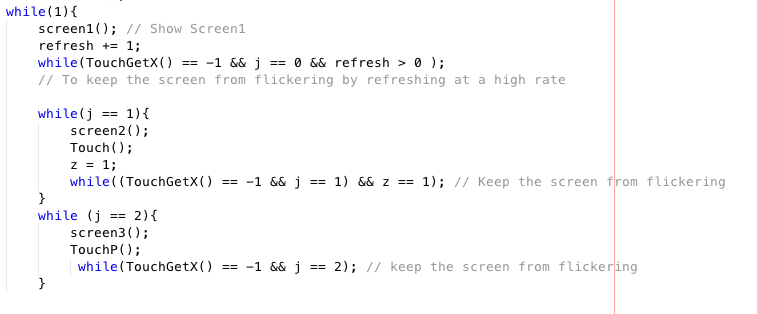 while(1){
screen1(); // Show Screen1
refresh += 1;
while(TouchGetX() == -1 && j == 0 && refresh > 0 );
// To keep the screen from flickering by refreshing at a high rate
while(j == 1){
screen2();
Touch();
z = 1;
while((TouchGetX() == -1 && j == 1) && z == 1); // Keep the screen from flickering
}
while (j == 2){
screen3();
TouchP();
while(TouchGetX() == -1 && j == 2); // keep the screen from flickering
}